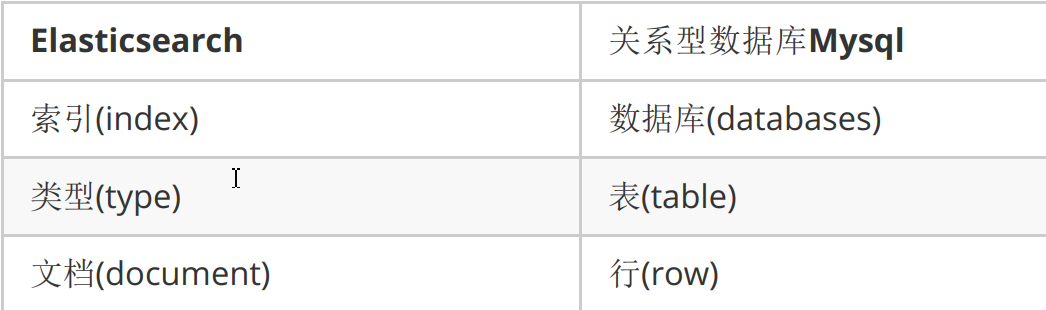 Elasticsearch 关系型数据库Mysql
索引(index) 数据库(databases)
类型(type) 表(table)
文档(document) 行(row)